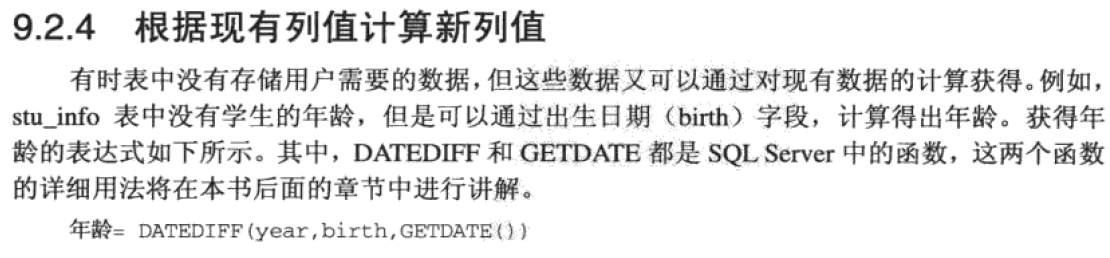 9.2.4 根据现有列值计算新列值
有时表中没有存储用户需要的数据，但这些数据又可以通过对现有数据的计算获得。例如，
stu_info 表中没有学生的年龄，但是可以通过出生日期（birth）字段，计算得出年龄。获得年
龄的表达式如下所示。其中，DATEDIFF 和 GETDATE 都是 SQL Server 中的函数，这两个函数
的详细用法将在本书后面的章节中进行讲解。
年龄= DATEDIFF(year,birth,GETDATE())